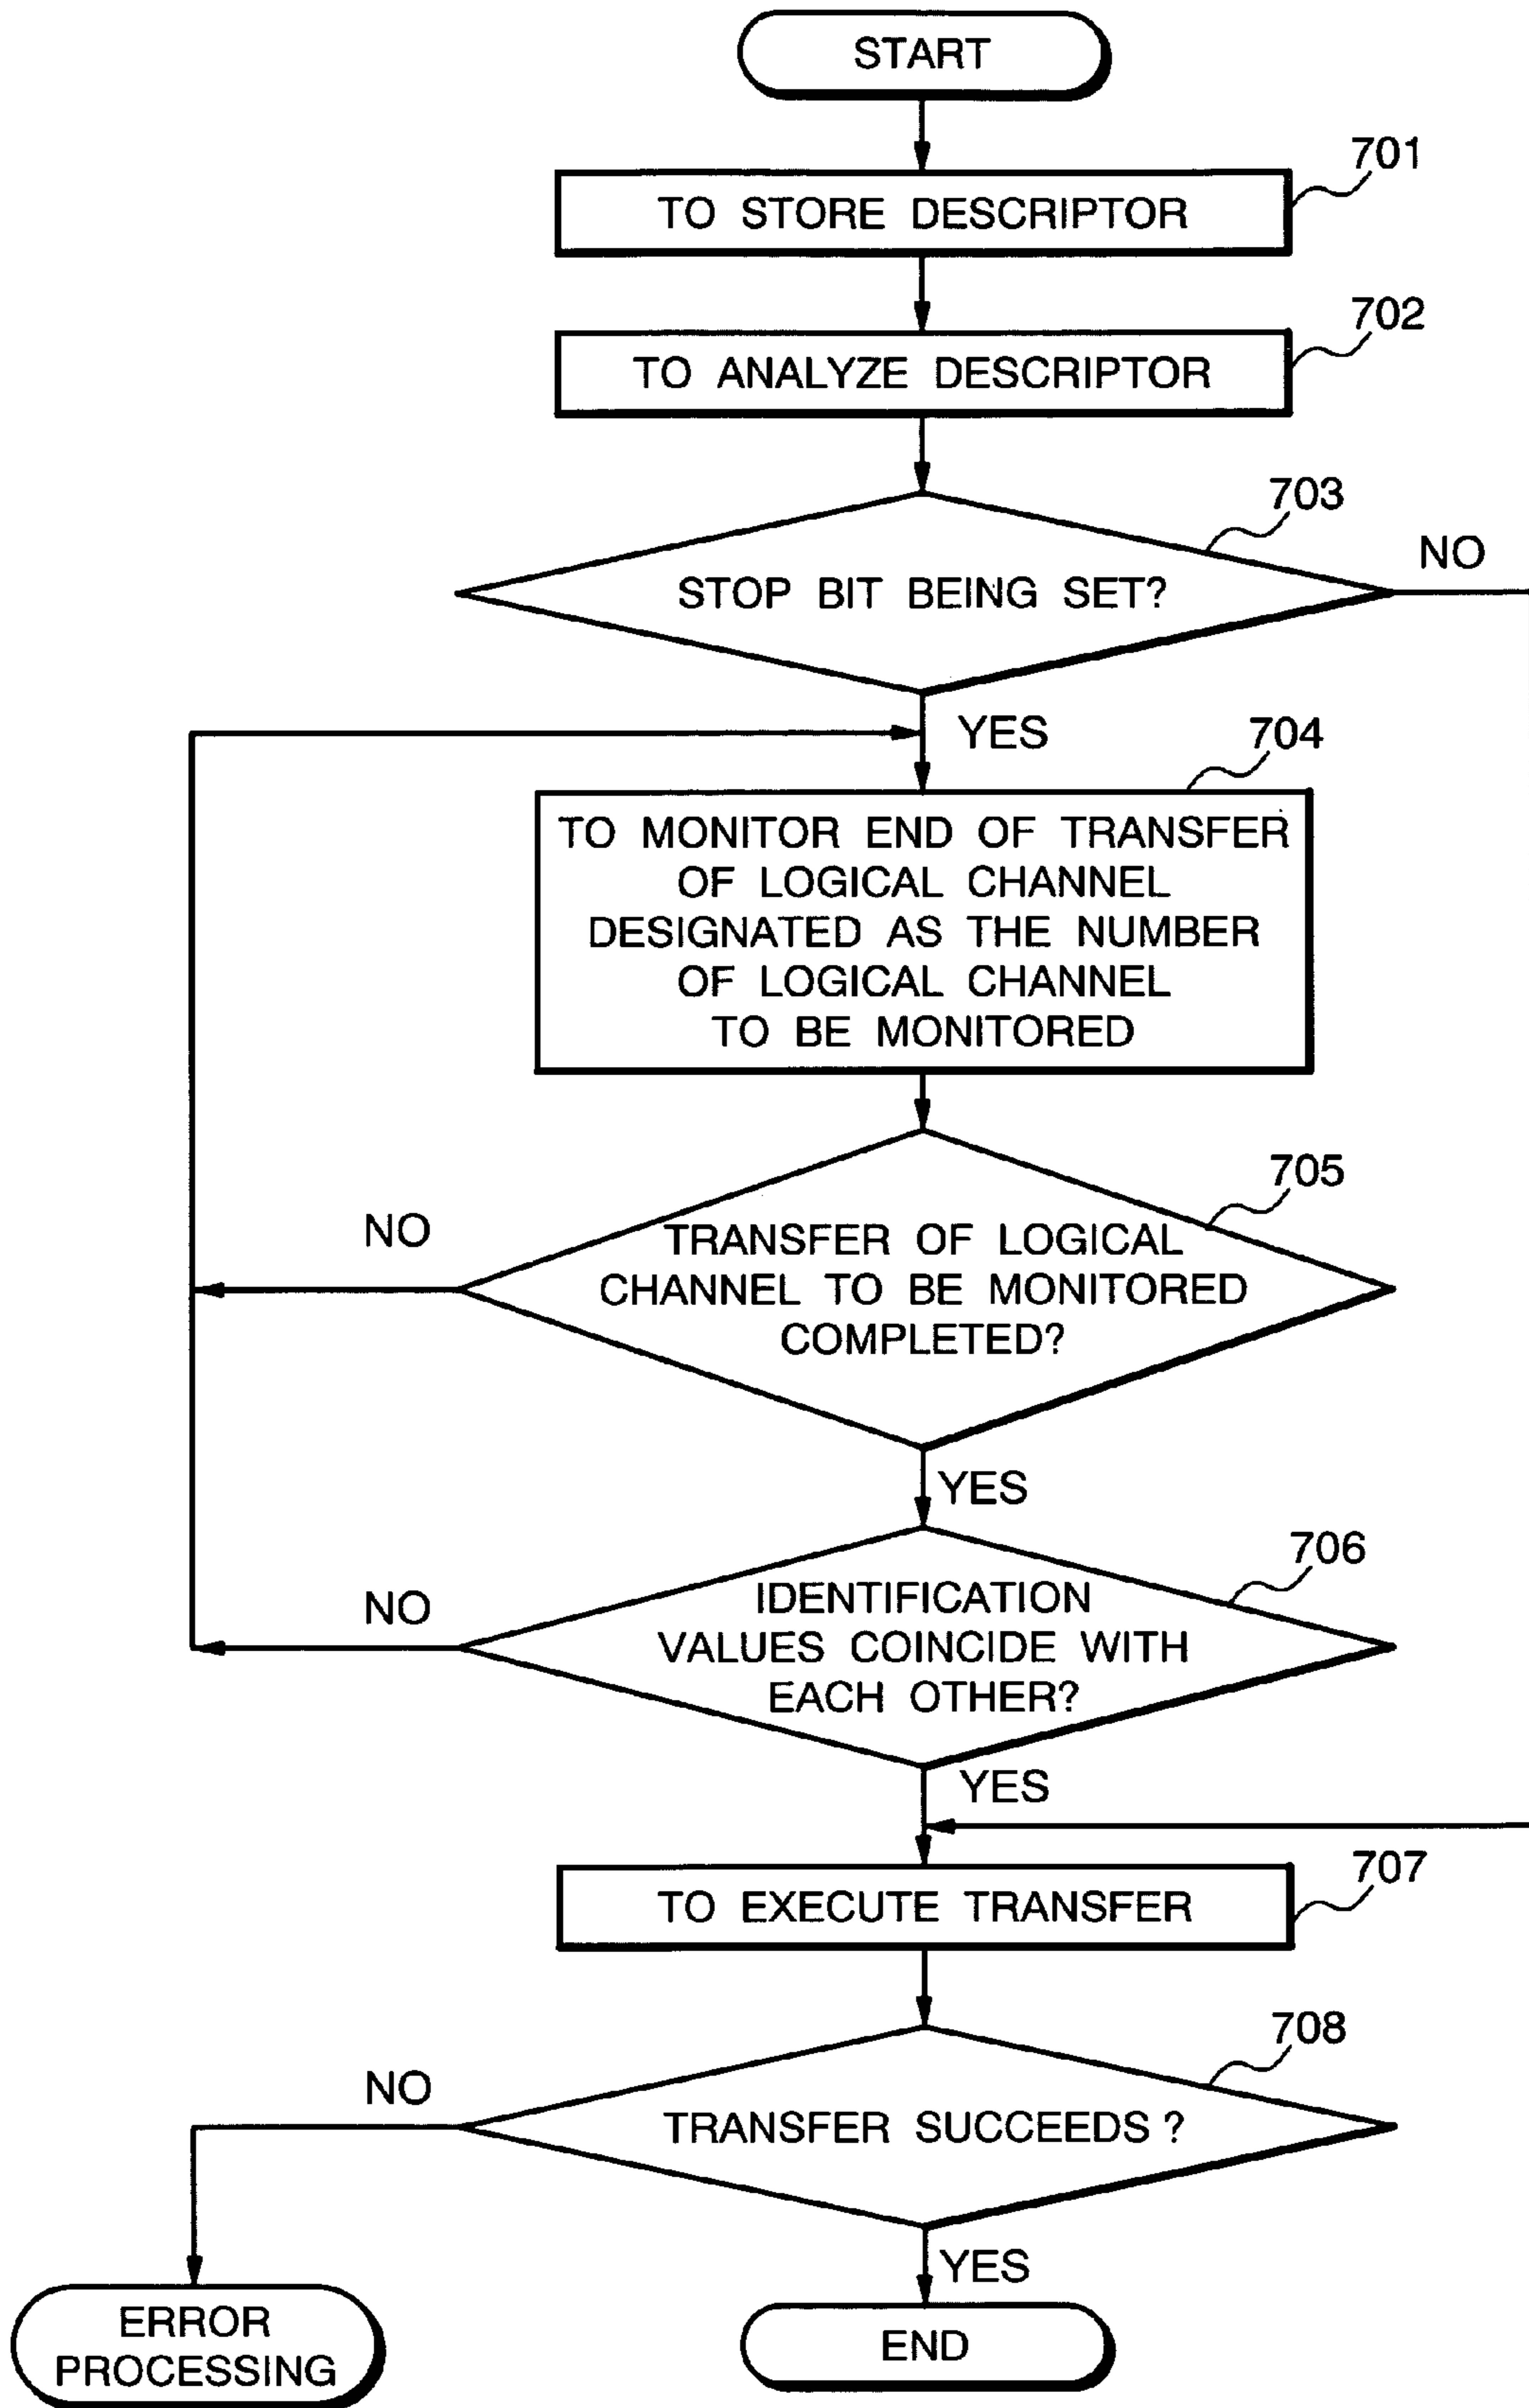 START
701
TO STORE DESCRIPTOR
702
TO ANALYZE DESCRIPTOR
703
NO
STOP BIT BEING SET?
YES
704
TO MONITOR END OF TRANSFER
OF LOGICAL CHANNEL
DESIGNATED AS THE NUMBER
OF LOGICAL CHANNEL
TO BE MONITORED
705
NO
TRANSFER OF LOGICAL
CHANNEL TO BE MONITORED
COMPLETED?
YES
706
NO
IDENTIFICATION
VALUES COINCIDE WITH
EACH OTHER?
YES
707
TO EXECUTE TRANSFER
708
NO
TRANSFER SUCCEEDS ?
YES
ERROR
PROCESSING
END